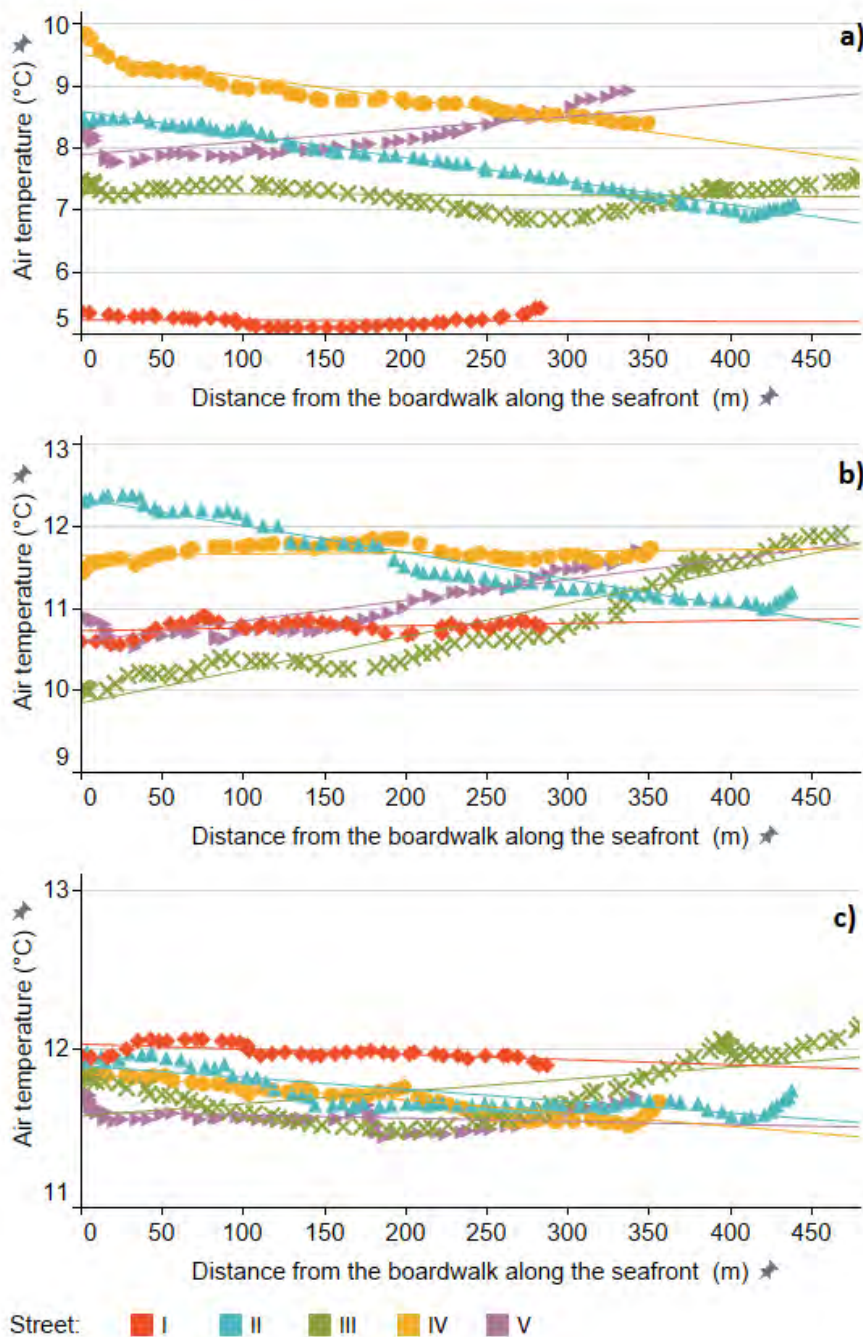 a)
Air temperature (°C)
10
9
8
7
6
5
0 50 100 150 200 250 300 350 400 450
Distance from the boardwalk along the seafront (m)
b)
Air temperature (°C)
13
12
11
10
9
0 50 100 150 200 250 300 350 400 450
Distance from the boardwalk along the seafront (m)
c)
Air temperature (°C)
13
12
11
0 50 100 150 200 250 300 350 400 450
Distance from the boardwalk along the seafront (m)
Street: I II III IV V